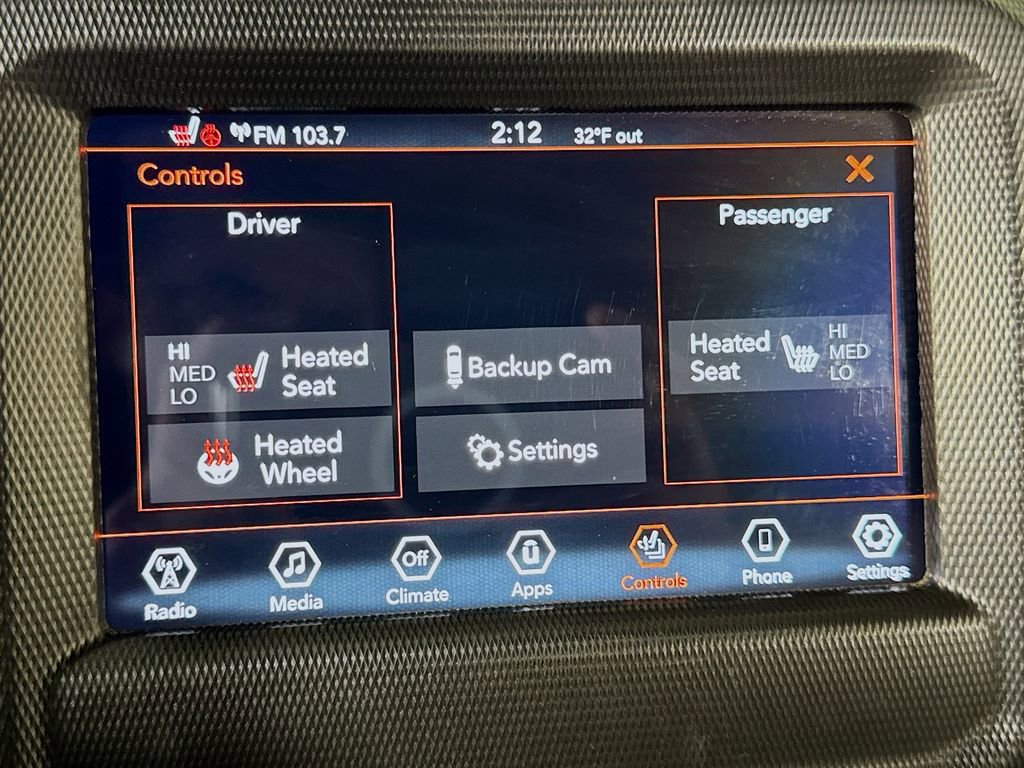 FM 103.7 2:12 32°F out
Controls
Driver
HI
MED
LO
Heated
Seat
Heated
Wheel
Backup Cam
Settings
Passenger
Heated
Seat
HI
MED
LO
Radio
Media
Off
Climate
Apps
Controls
Phone
Settings